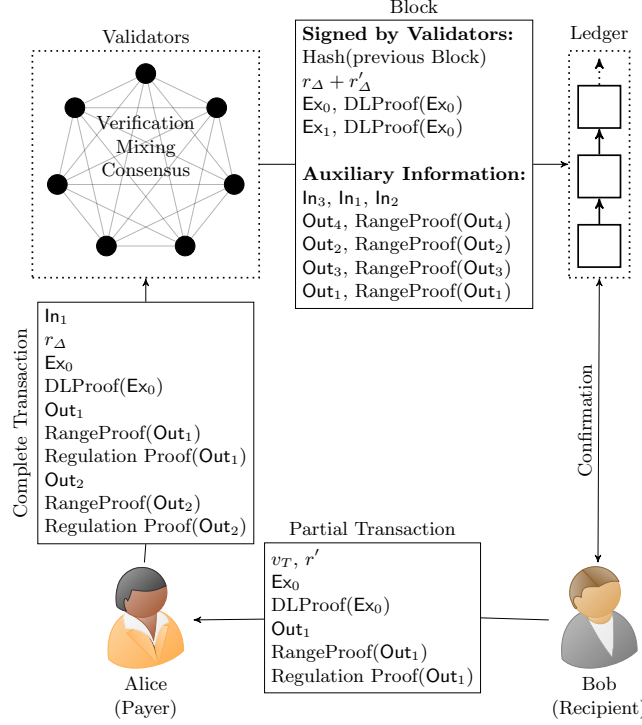 Block
Validators
Ledger
Signed by Validators:
Hash(previous Block)
r_Δ + r'_Δ
Ex₀, DLProof(Ex₀)
Ex₁, DLProof(Ex₀)
Auxiliary Information:
In₃, In₁, In₂
Out₄, RangeProof(Out₄)
Out₂, RangeProof(Out₂)
Out₃, RangeProof(Out₃)
Out₁, RangeProof(Out₁)
Verification
Mixing
Consensus
Complete Transaction
In₁
r_Δ
Ex₀
DLProof(Ex₀)
Out₁
RangeProof(Out₁)
Regulation Proof(Out₁)
Out₂
RangeProof(Out₂)
Regulation Proof(Out₂)
Confirmation
Partial Transaction
v_T, r'
Ex₀
DLProof(Ex₀)
Out₁
RangeProof(Out₁)
Regulation Proof(Out₁)
Alice
(Payer)
Bob
(Recipient)